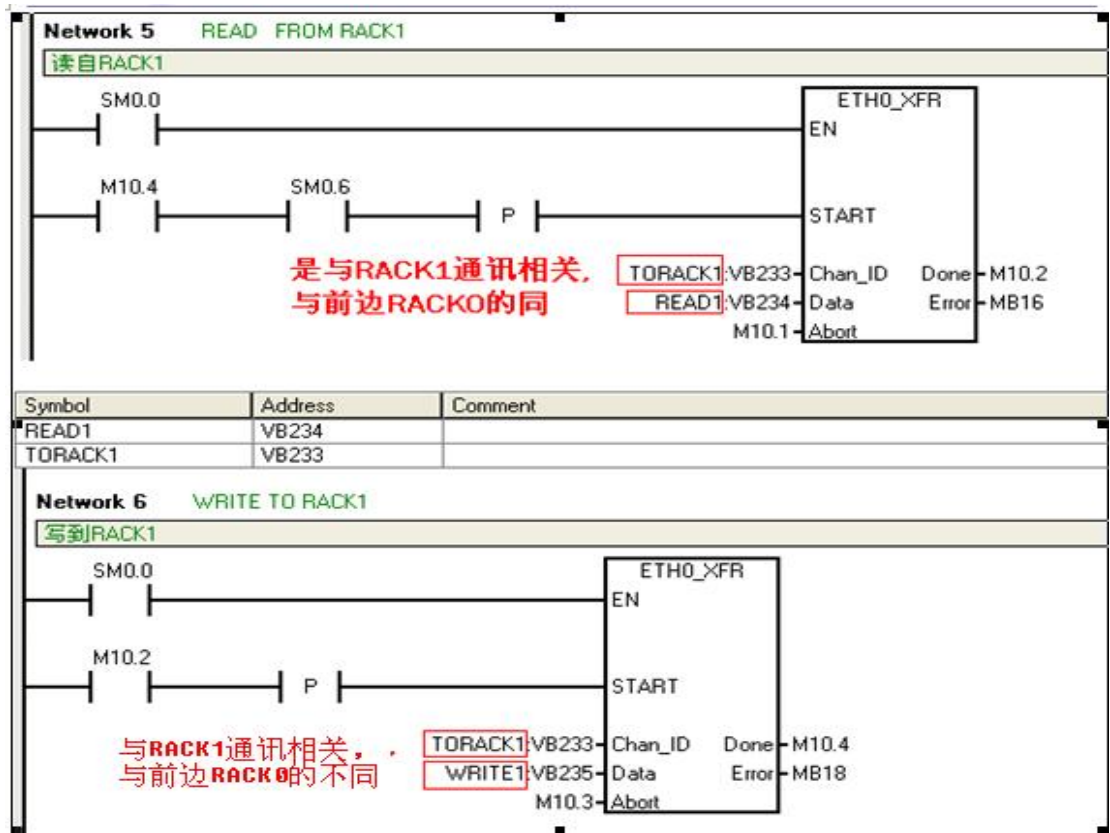 Network 5 READ FROM RACK1
读自RACK1
SM0.0
ETH0_XFR
EN
M10.4 SM0.6
P
START
是与RACK1通讯相关,
与前边RACK0的同
TORACK1:VB233 Chan_ID Done M10.2
READ1:VB234 Data Error MB16
M10.1 Abort
Symbol Address Comment
READ1 VB234
TORACK1 VB233
Network 6 WRITE TO RACK1
写到RACK1
SM0.0
ETH0_XFR
EN
M10.2
P
START
与RACK1通讯相关，.
与前边RACK0的不同
TORACK1:VB233 Chan_ID Done M10.4
WRITE1:VB235 Data Error MB18
M10.3 Abort